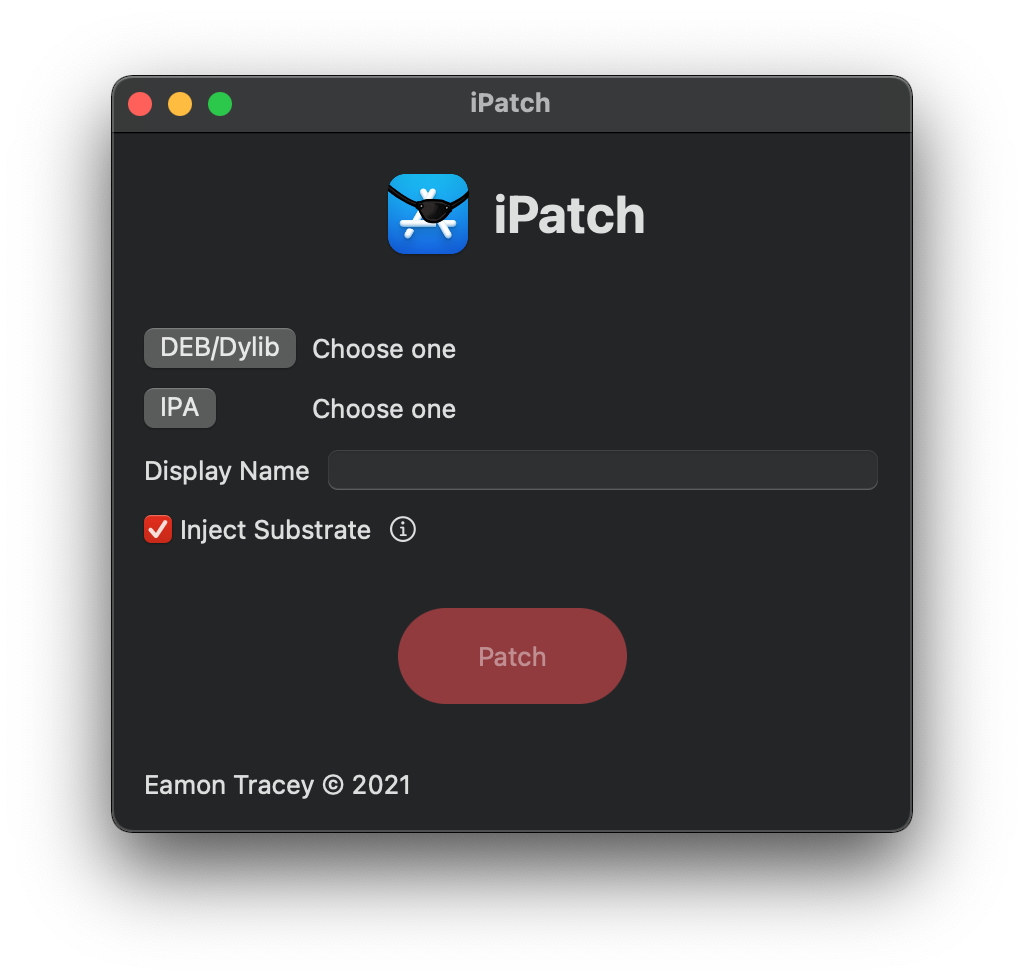 iPatch
iPatch
DEB/Dylib Choose one
IPA Choose one
Display Name
Inject Substrate
Patch
Eamon Tracey © 2021